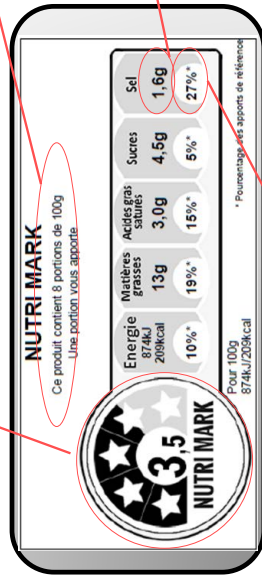 NUTRI MARK
Ce produit contient 8 portions de 100g
Une portion vous apporte
Energie
874kJ
209kcal
10%*
Matières
grasses
13g
19%*
Acides gras
saturés
3,0g
15%*
Sucres
4,5g
5%*
Sel
1,6g
27%*
3,5
NUTRI MARK
Pour 100g
874kJ/209kcal
* Pourcentage des apports de référence